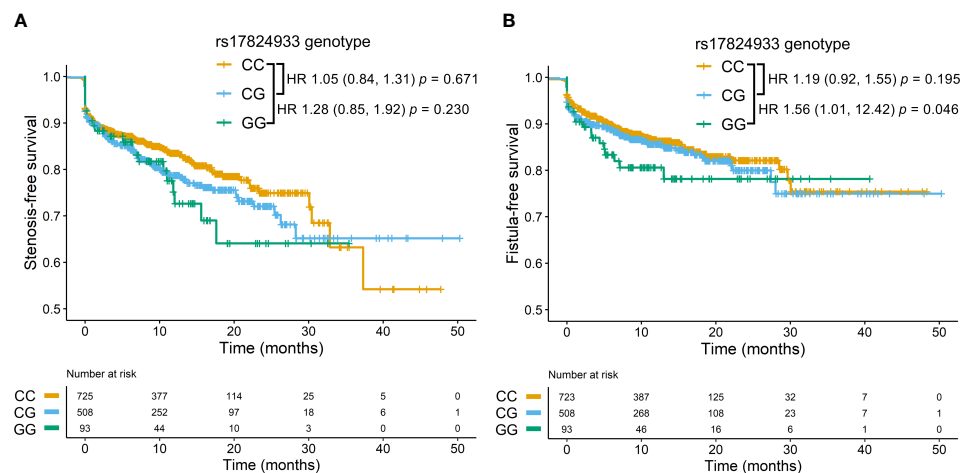 A
rs17824933 genotype
CC
CG
GG
HR 1.05 (0.84, 1.31) p = 0.671
HR 1.28 (0.85, 1.92) p = 0.230
Stenosis-free survival
1.0
0.9
0.8
0.7
0.6
0.5
0 10 20 30 40 50
Time (months)
Number at risk
CC 725 377 114 25 5 0
CG 508 252 97 18 6 1
GG 93 44 10 3 0 0
0 10 20 30 40 50
Time (months)
B
rs17824933 genotype
CC
CG
GG
HR 1.19 (0.92, 1.55) p = 0.195
HR 1.56 (1.01, 12.42) p = 0.046
Fistula-free survival
1.0
0.9
0.8
0.7
0.6
0.5
0 10 20 30 40 50
Time (months)
Number at risk
CC 723 387 125 32 7 0
CG 508 268 108 23 7 1
GG 93 46 16 6 1 0
0 10 20 30 40 50
Time (months)